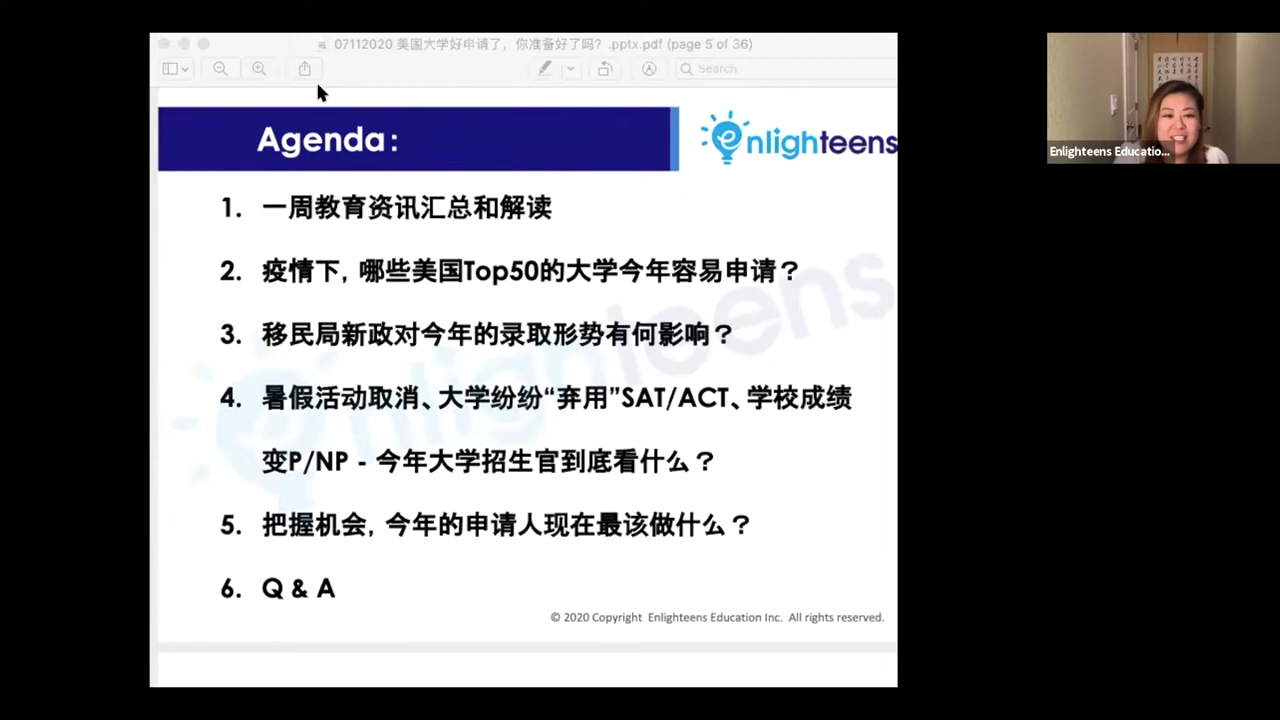 07112020 美国大学好申请了，你准备好了吗？.pptx.pdf (page 5 of 36)
Search
Agenda:
enlighteens
1. 一周教育资讯汇总和解读
2. 疫情下, 哪些美国Top50的大学今年容易申请？
3. 移民局新政对今年的录取形势有何影响？
4. 暑假活动取消、大学纷纷“弃用”SAT/ACT、学校成绩
变P/NP - 今年大学招生官到底看什么？
5. 把握机会, 今年的申请人现在最该做什么？
6. Q & A
© 2020 Copyright Enlighteens Education Inc. All rights reserved.
Enlighteens Educatio...